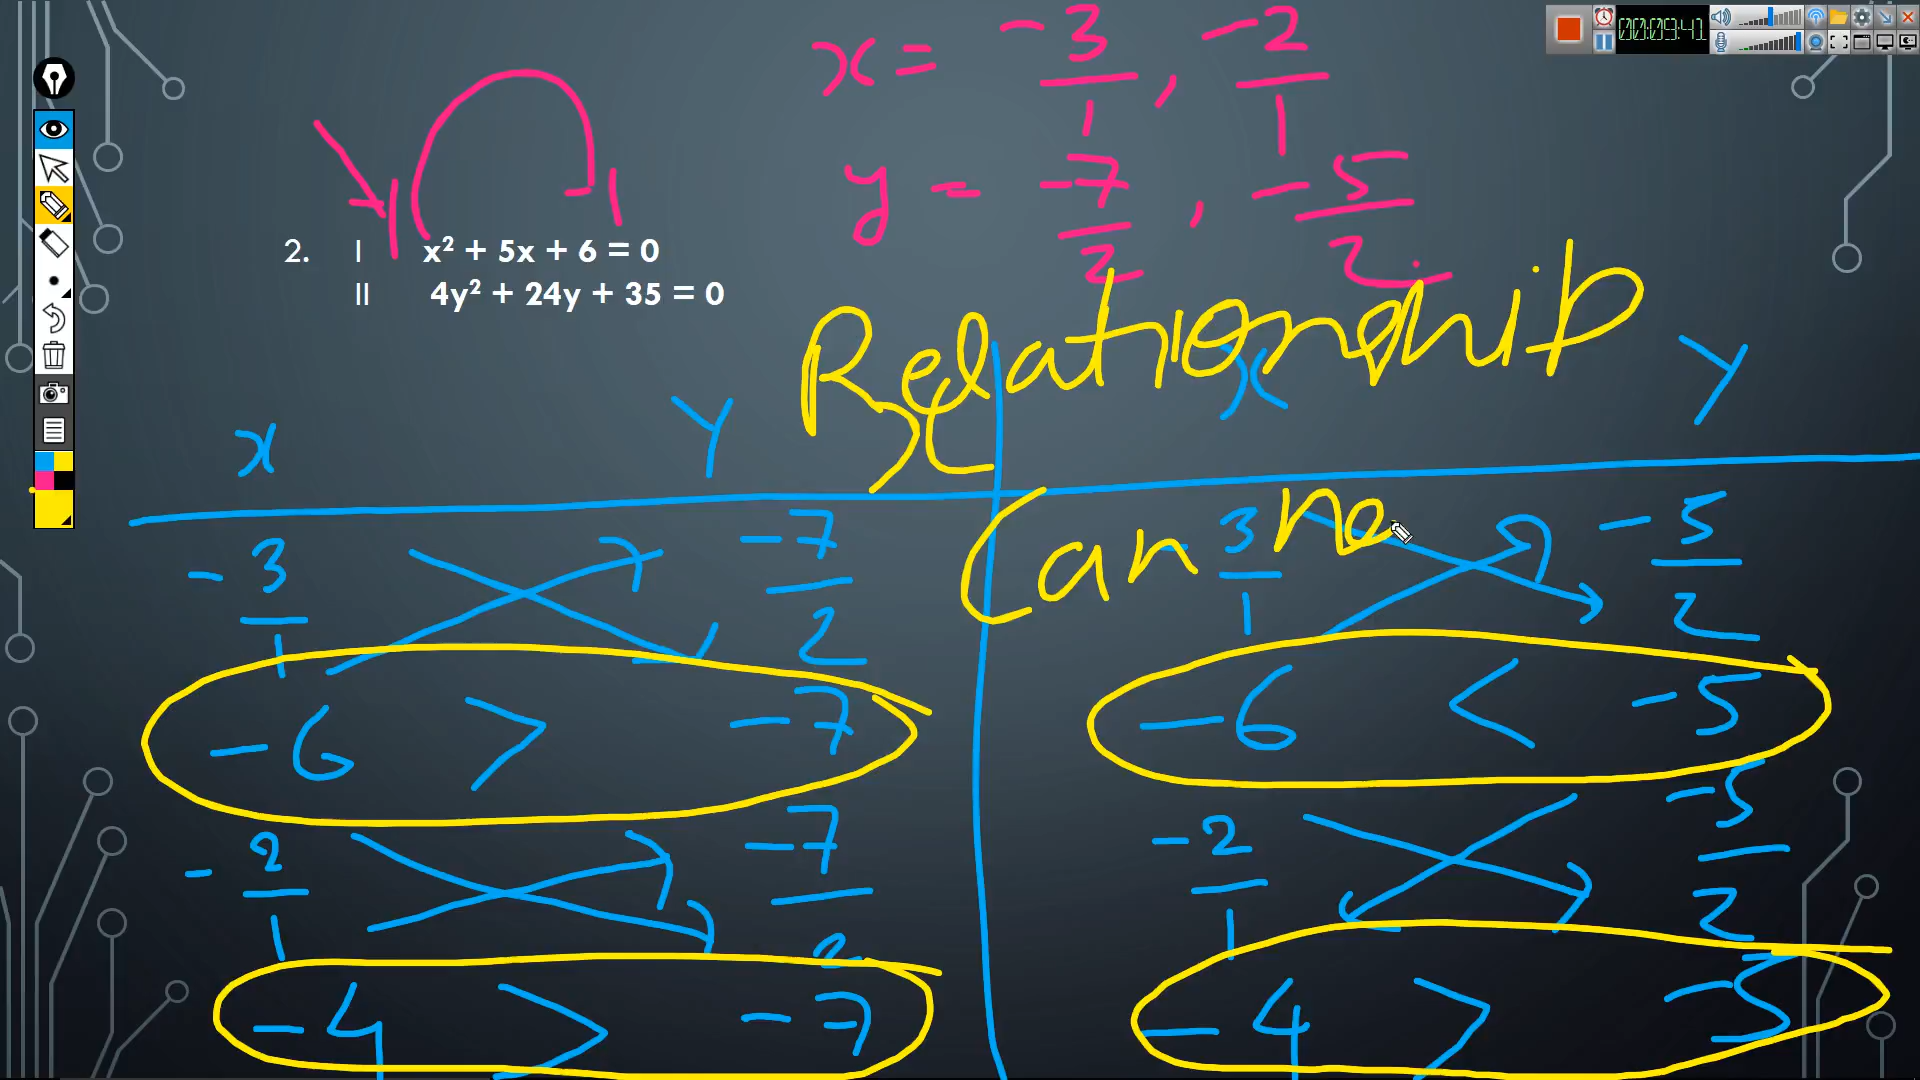 00:09:41
x = -3/1 , -2/1
y = -7/2 , -5/2
2. I x² + 5x + 6 = 0
II 4y² + 24y + 35 = 0
Relationship
x Y x Y
Can no
-3/1 -7/2 3/1 -5/2
-6 > -7 -6 < -5
-2/1 -7/2 -2/1 -5/2
-4 > -7 -4 > -5